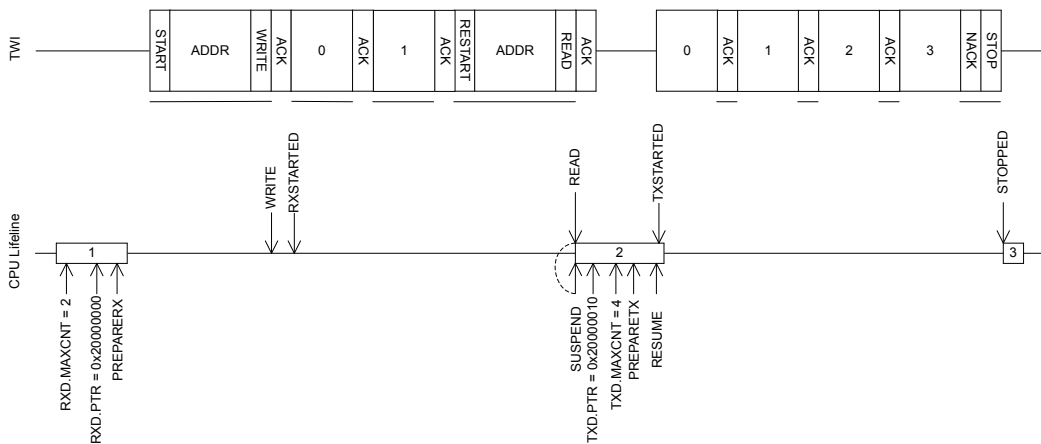 TWI
START
ADDR
WRITE
ACK
0
ACK
1
ACK
RESTART
ADDR
READ
ACK
0
ACK
1
ACK
2
ACK
3
NACK
STOP
CPU Lifeline
WRITE
RXSTARTED
READ
TXSTARTED
STOPPED
1
2
3
RXD.MAXCNT = 2
RXD.PTR = 0x20000000
PREPARERX
SUSPEND
TXD.PTR = 0x20000010
TXD.MAXCNT = 4
PREPARETX
RESUME